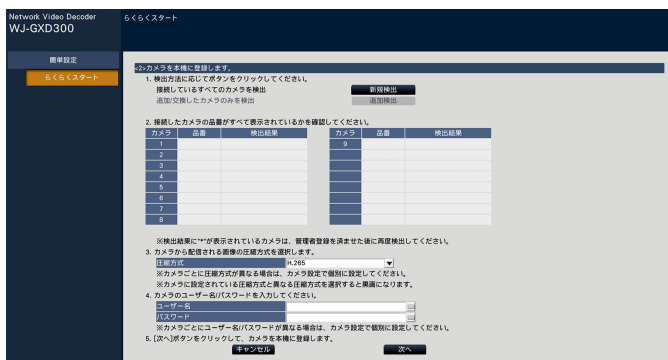 Network Video Decoder
WJ-GXD300
らくらくスタート
簡単設定
らくらくスタート
<2>カメラを本機に登録します。
1. 検出方法に応じてボタンをクリックしてください。
接続しているすべてのカメラを検出 新規検出
追加/交換したカメラのみを検出 追加検出
2. 接続したカメラの品番がすべて表示されているかを確認してください。
カメラ 品番 検出結果 カメラ 品番 検出結果
1 9
2
3
4
5
6
7
8
※検出結果に"*"が表示されているカメラは、管理者登録を済ませた後に再度検出してください。
3. カメラから配信される画像の圧縮方式を選択します。
圧縮方式 H.265
※カメラごとに圧縮方式が異なる場合は、カメラ設定で個別に設定してください。
※カメラに設定されている圧縮方式と異なる圧縮方式を選択すると黒画になります。
4. カメラのユーザー名/パスワードを入力してください。
ユーザー名
パスワード
※カメラごとにユーザー名/パスワードが異なる場合は、カメラ設定で個別に設定してください。
5. [次へ]ボタンをクリックして、カメラを本機に登録します。
キャンセル 次へ